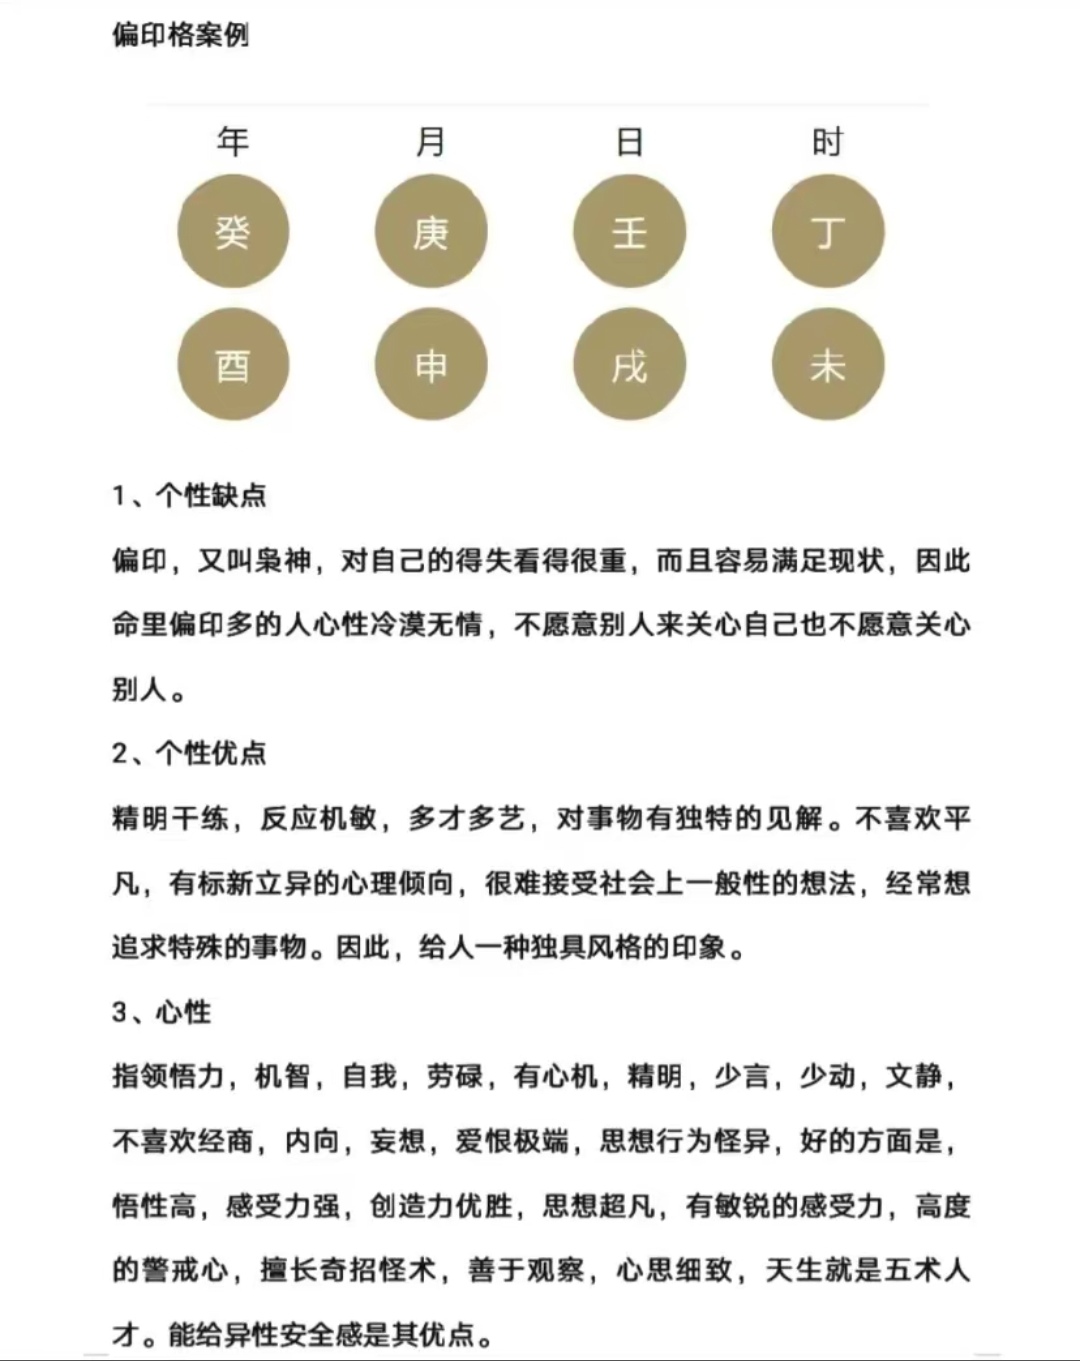 偏印格案例
年 月 日 时
癸 庚 壬 丁
酉 申 戌 未
1、个性缺点
偏印，又叫枭神，对自己的得失看得很重，而且容易满足现状，因此
命里偏印多的人心性冷漠无情，不愿意别人来关心自己也不愿意关心
别人。
2、个性优点
精明干练，反应机敏，多才多艺，对事物有独特的见解。不喜欢平
凡，有标新立异的心理倾向，很难接受社会上一般性的想法，经常想
追求特殊的事物。因此，给人一种独具风格的印象。
3、心性
指领悟力，机智，自我，劳碌，有心机，精明，少言，少动，文静，
不喜欢经商，内向，妄想，爱恨极端，思想行为怪异，好的方面是，
悟性高，感受力强，创造力优胜，思想超凡，有敏锐的感受力，高度
的警戒心，擅长奇招怪术，善于观察，心思细致，天生就是五术人
才。能给异性安全感是其优点。